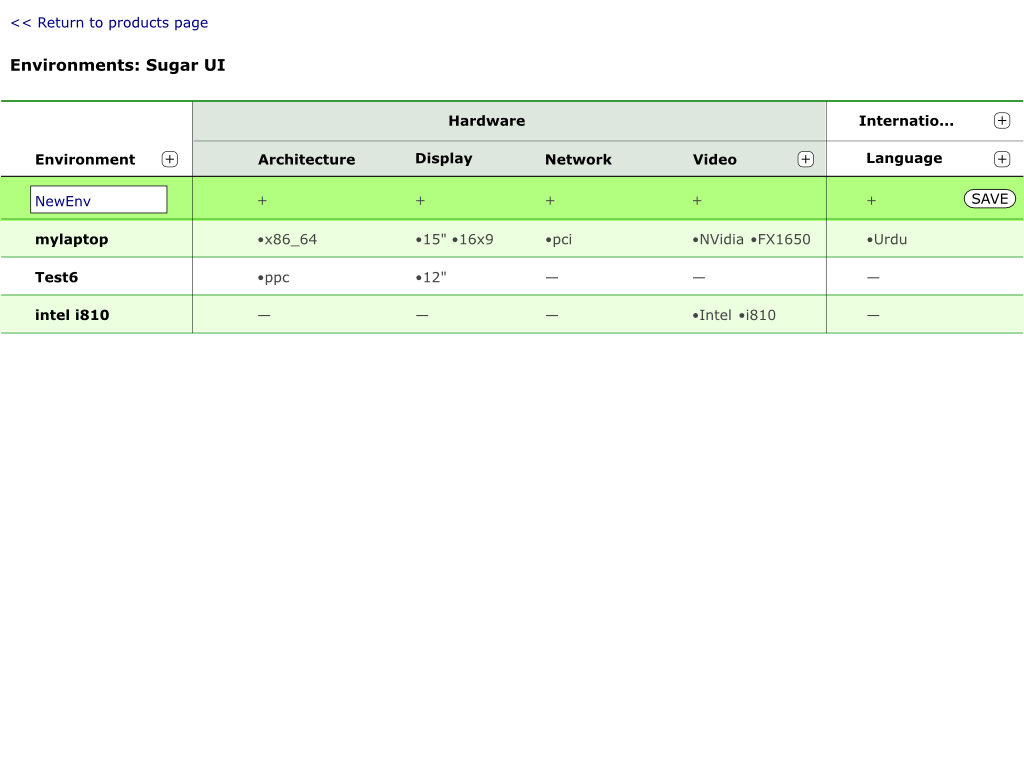 << Return to products page
Environments: Sugar UI
Hardware Internatio... +
Environment + Architecture Display Network Video + Language +
NewEnv + + + + + SAVE
mylaptop •x86_64 •15" •16x9 •pci •NVidia •FX1650 •Urdu
Test6 •ppc •12" — — —
intel i810 — — — •Intel •i810 —